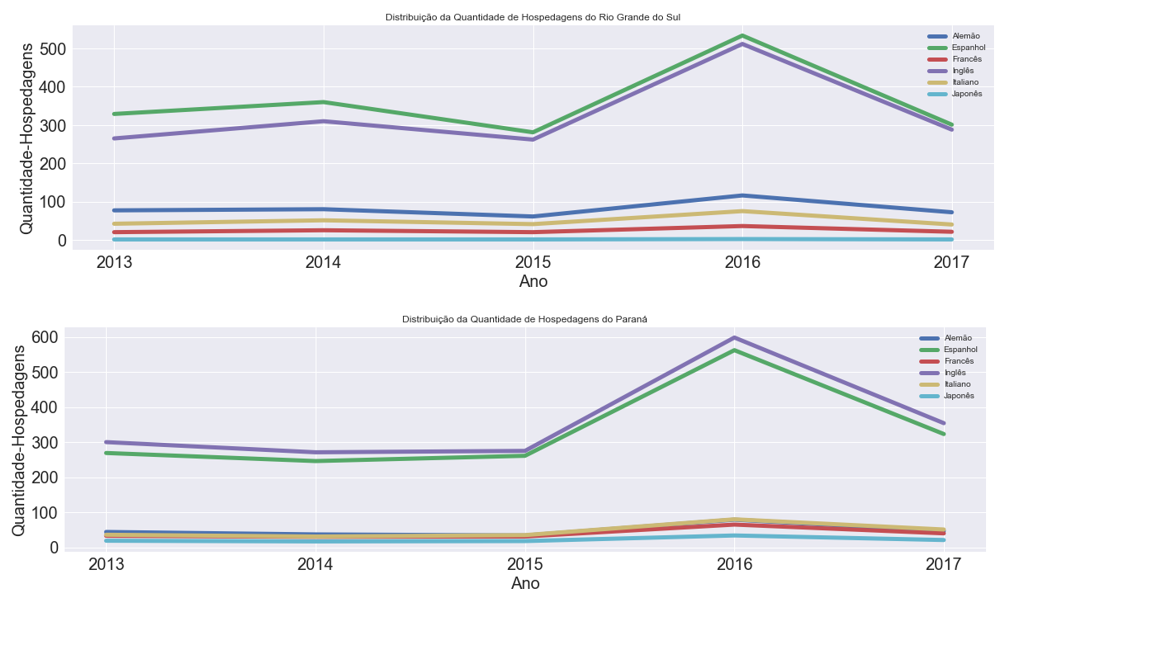 Distribuição da Quantidade de Hospedagens do Rio Grande do Sul
Quantidade-Hospedagens
500
400
300
200
100
0
Alemão
Espanhol
Francês
Inglês
Italiano
Japonês
2013 2014 2015 2016 2017
Ano
Distribuição da Quantidade de Hospedagens do Paraná
Quantidade-Hospedagens
600
500
400
300
200
100
0
Alemão
Espanhol
Francês
Inglês
Italiano
Japonês
2013 2014 2015 2016 2017
Ano